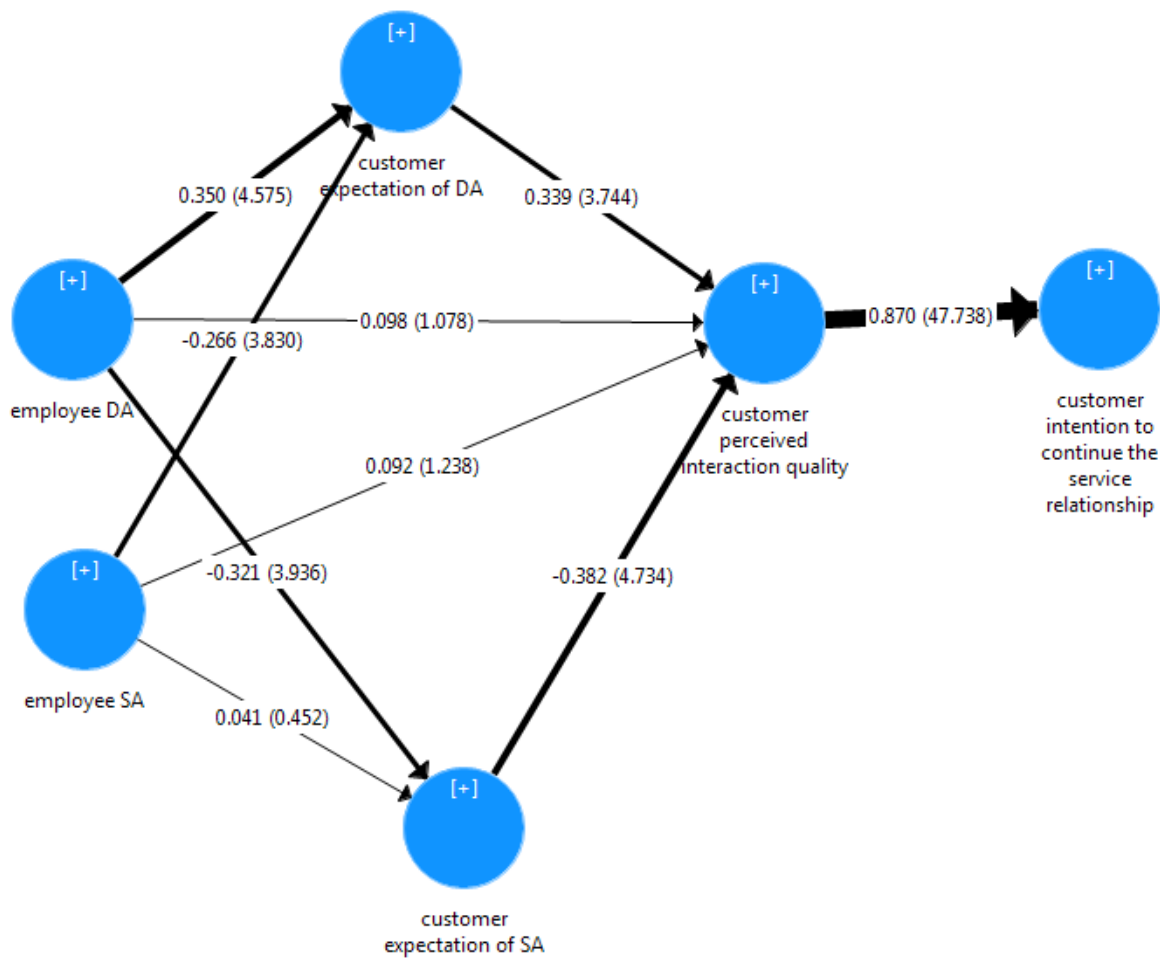 [+]
customer
expectation of DA
0.350 (4.575)
0.339 (3.744)
[+]
employee DA
0.098 (1.078)
-0.266 (3.830)
[+]
customer
perceived
interaction quality
0.870 (47.738)
[+]
customer
intention to
continue the
service
relationship
0.092 (1.238)
-0.321 (3.936)
-0.382 (4.734)
[+]
employee SA
0.041 (0.452)
[+]
customer
expectation of SA